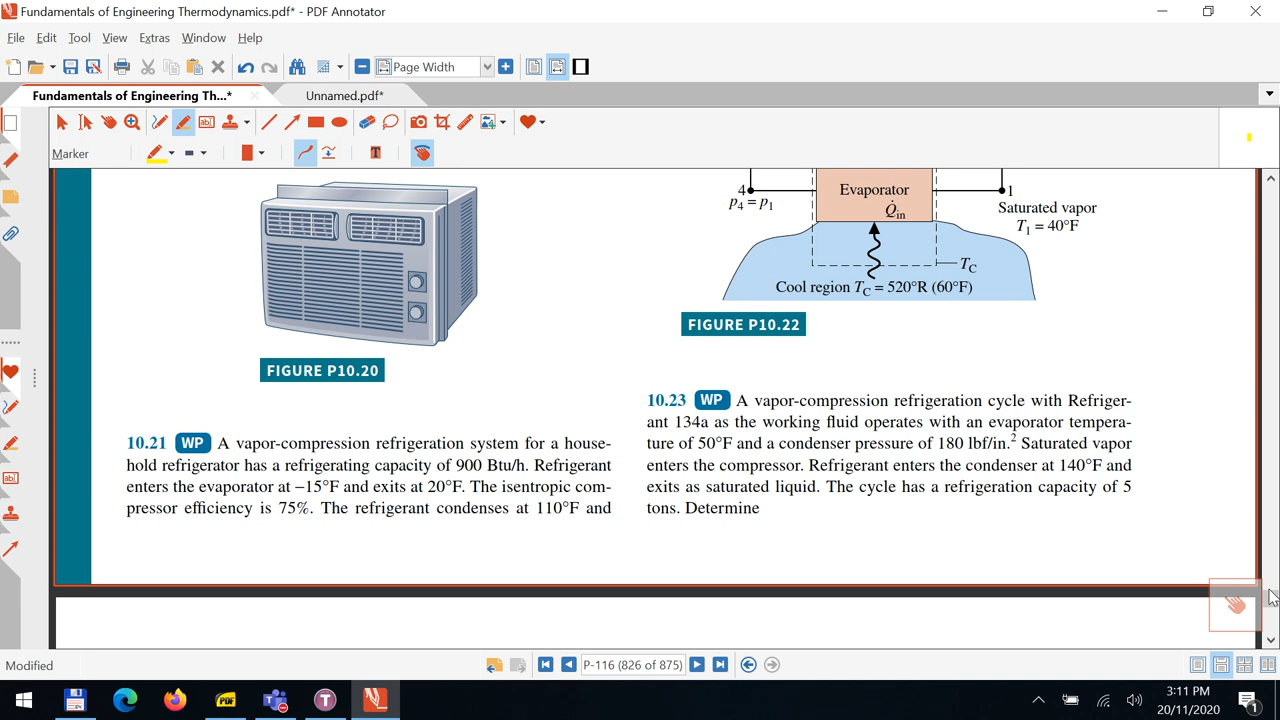 Fundamentals of Engineering Thermodynamics.pdf* - PDF Annotator
File Edit Tool View Extras Window Help
Page Width
Fundamentals of Engineering Th...* Unnamed.pdf*
Marker
FIGURE P10.20
10.21 WP A vapor-compression refrigeration system for a house-
hold refrigerator has a refrigerating capacity of 900 Btu/h. Refrigerant
enters the evaporator at −15°F and exits at 20°F. The isentropic com-
pressor efficiency is 75%. The refrigerant condenses at 110°F and
4
p4 = p1
Evaporator
Q̇in
1
Saturated vapor
T1 = 40°F
TC
Cool region TC = 520°R (60°F)
FIGURE P10.22
10.23 WP A vapor-compression refrigeration cycle with Refriger-
ant 134a as the working fluid operates with an evaporator tempera-
ture of 50°F and a condenser pressure of 180 lbf/in.² Saturated vapor
enters the compressor. Refrigerant enters the condenser at 140°F and
exits as saturated liquid. The cycle has a refrigeration capacity of 5
tons. Determine
Modified
P-116 (826 of 875)
PDF
T
3:11 PM
20/11/2020
1